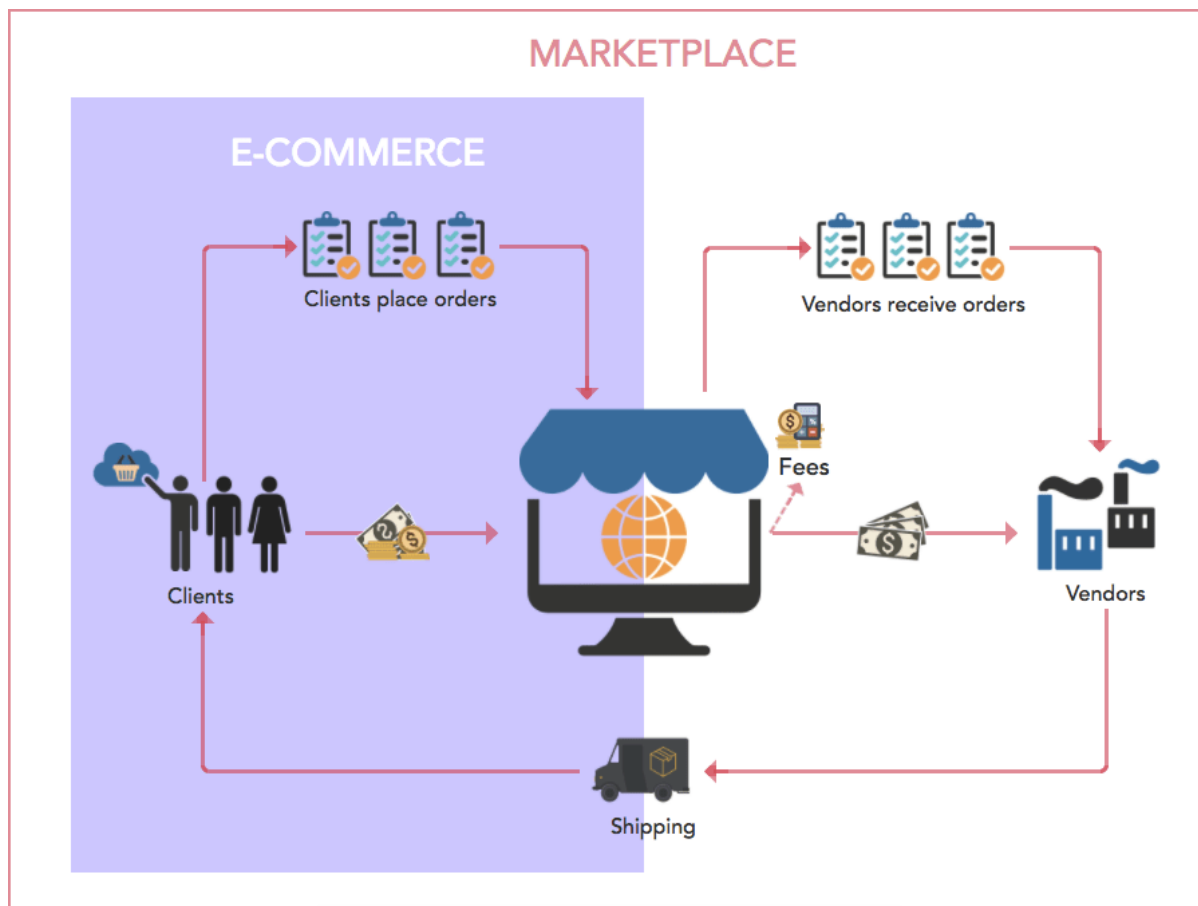 MARKETPLACE
E-COMMERCE
Clients place orders
Vendors receive orders
Fees
Clients
Vendors
Shipping